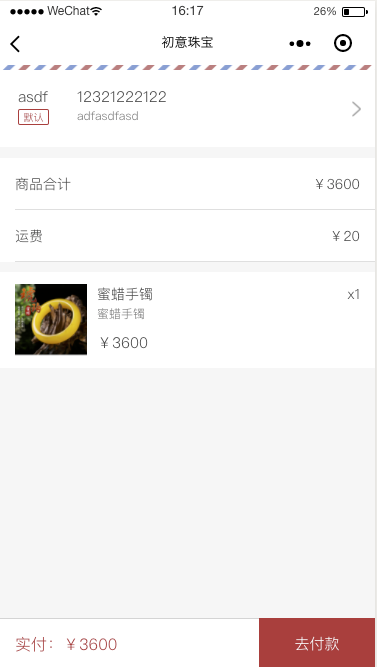 WeChat 16:17 26%
初意珠宝
asdf 12321222122
默认 adfasdfasd
商品合计 ￥3600
运费 ￥20
蜜蜡手镯 x1
蜜蜡手镯
￥3600
实付：￥3600 去付款